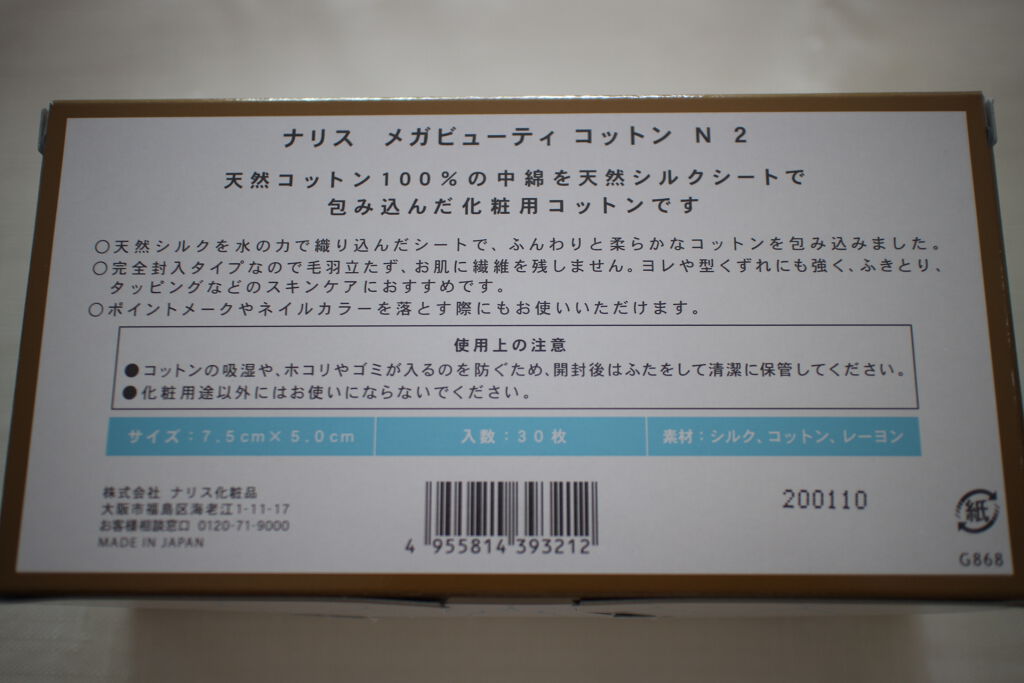 ナリス メガビューティ コットン N 2
天然コットン100%の中綿を天然シルクシートで
包み込んだ化粧用コットンです
○天然シルクを水の力で織り込んだシートで、ふんわりと柔らかなコットンを包み込みました。
○完全封入タイプなので毛羽立たず、お肌に繊維を残しません。ヨレや型くずれにも強く、ふきとり、
タッピングなどのスキンケアにおすすめです。
○ポイントメークやネイルカラーを落とす際にもお使いいただけます。
使用上の注意
●コットンの吸湿や、ホコリやゴミが入るのを防ぐため、開封後はふたをして清潔に保管してください。
●化粧用途以外にはお使いにならないでください。
サイズ:7.5cm×5.0cm
入数:30枚
素材:シルク、コットン、レーヨン
株式会社 ナリス化粧品
大阪市福島区海老江1-11-17
お客様相談窓口 0120-71-9000
MADE IN JAPAN
4 955814 393212
200110
紙
G868